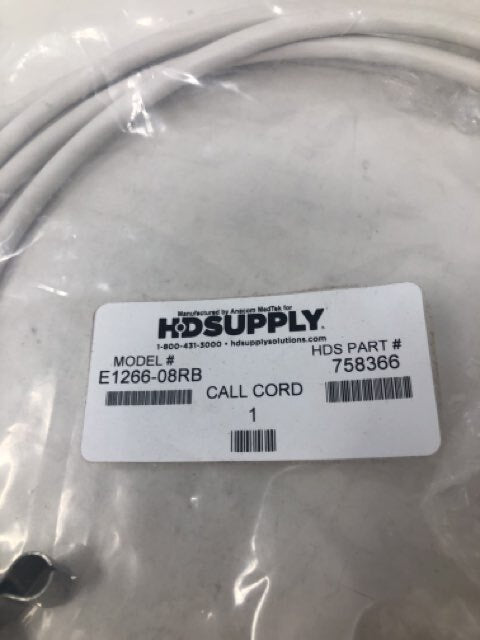 Manufactured by Anacom MedTek for
HDSUPPLY
1-800-431-3000 • hdsupplysolutions.com
MODEL #
E1266-08RB
HDS PART #
758366
CALL CORD
1